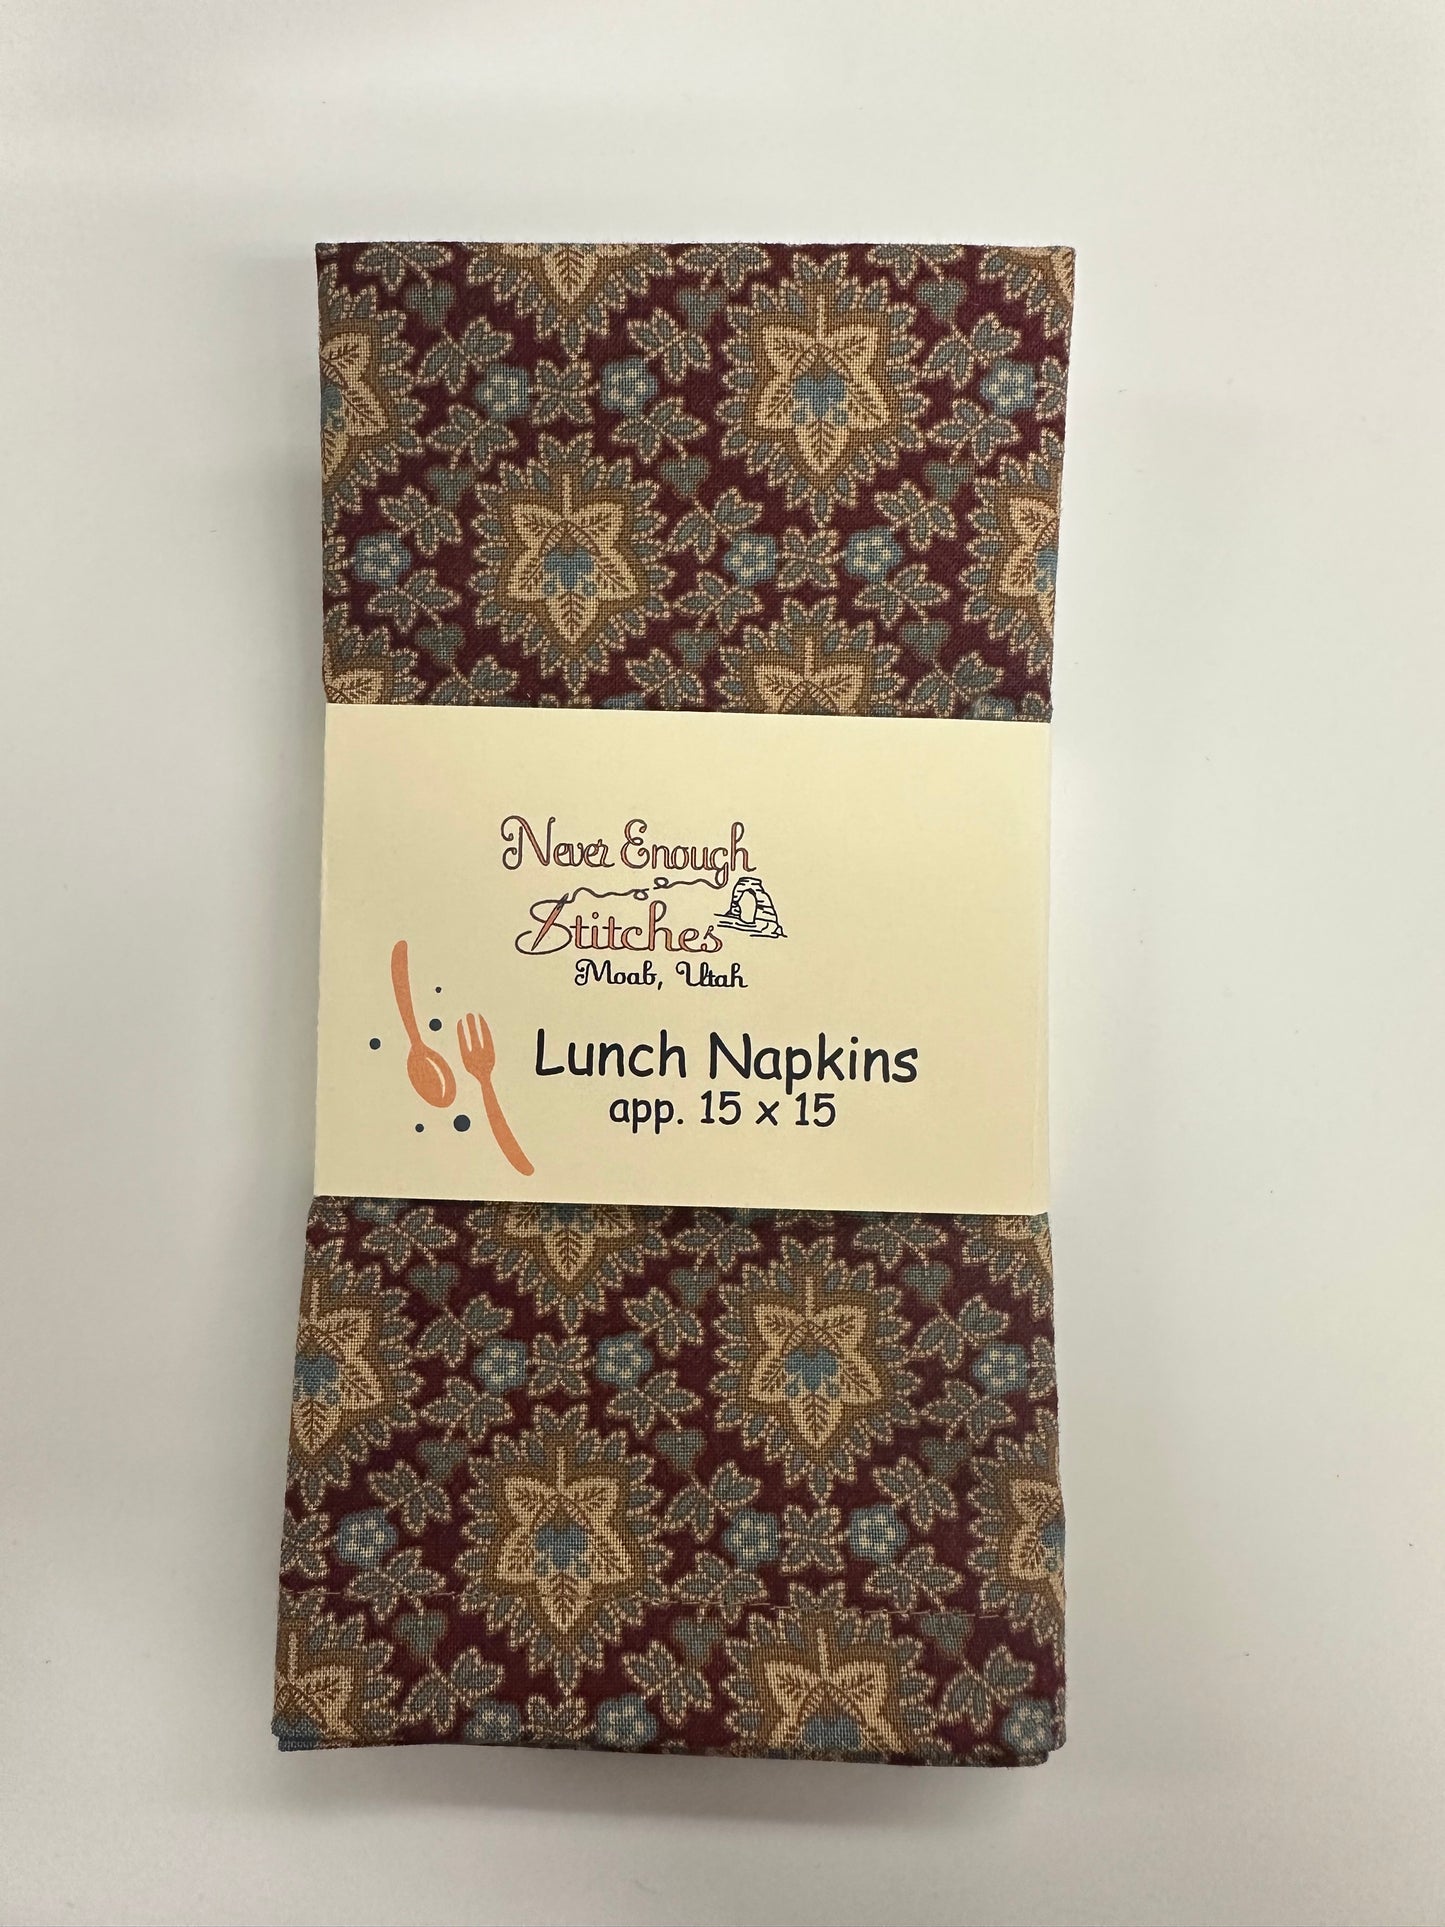 Never Enough
Stitches
Moab, Utah
Lunch Napkins
app. 15 x 15